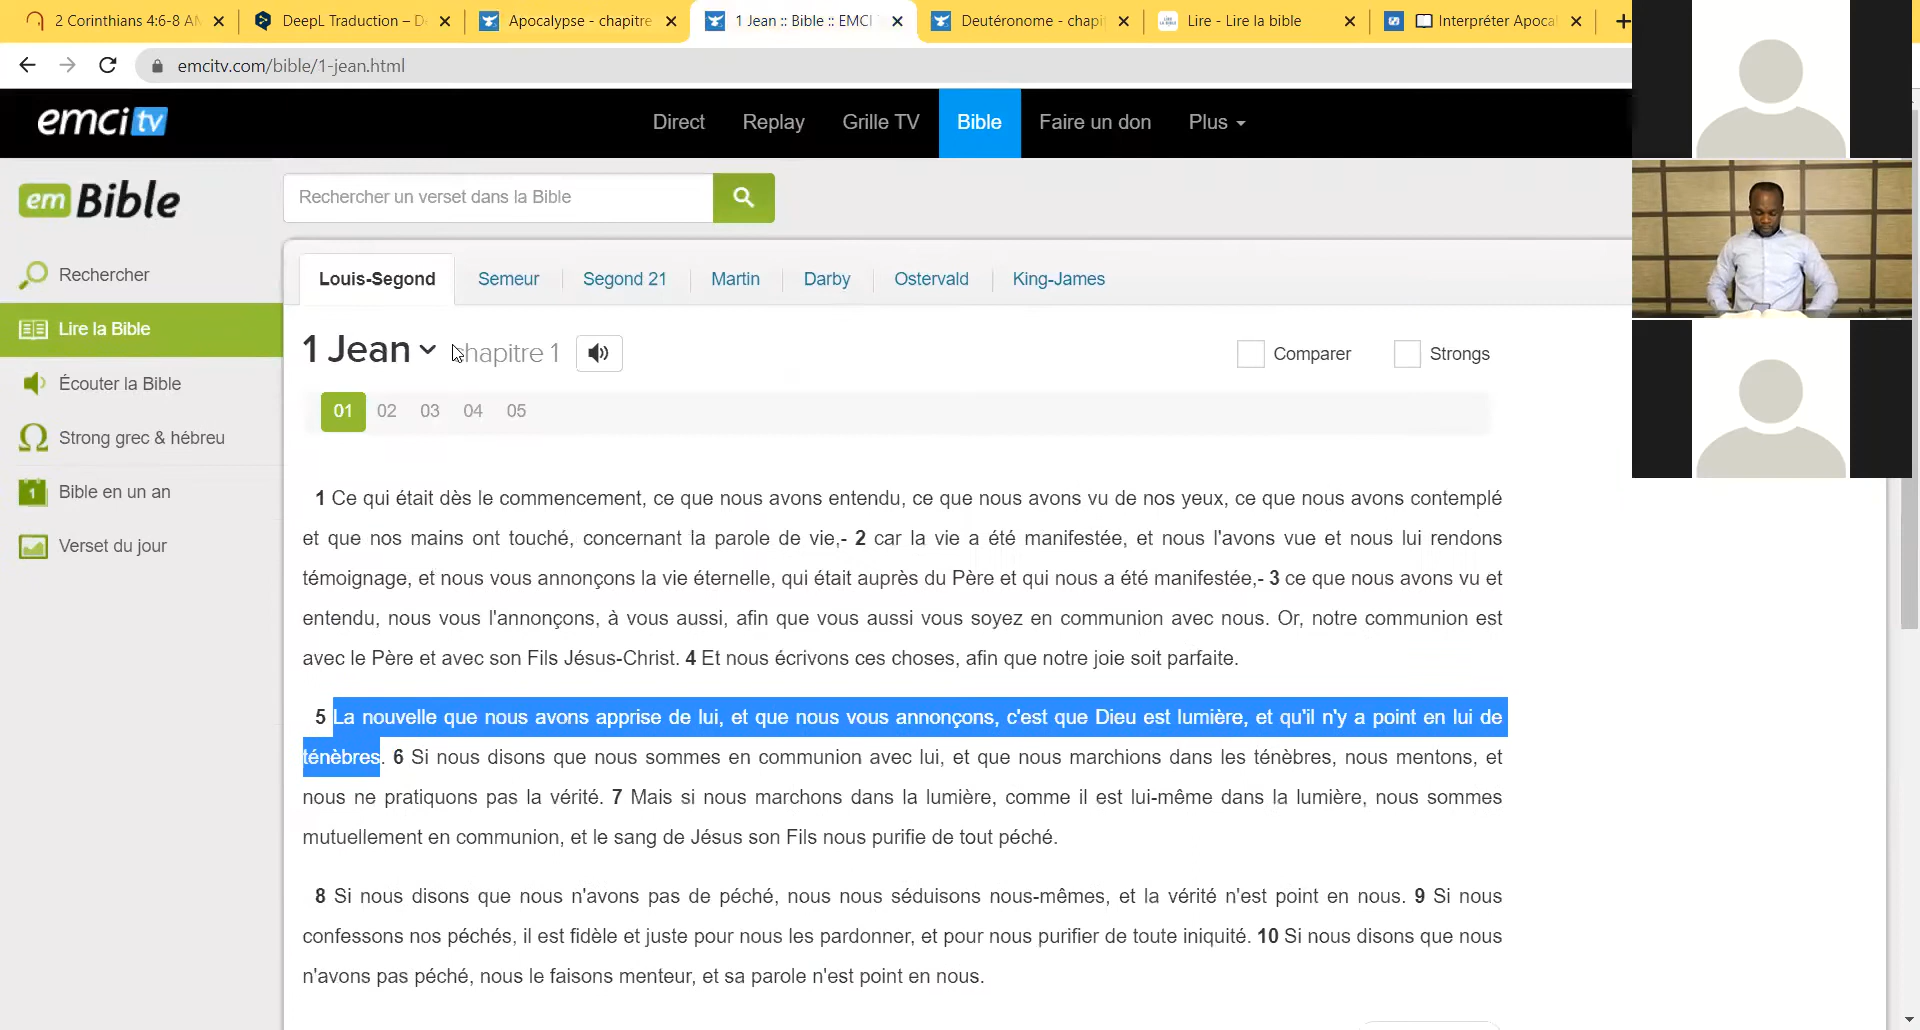 2 Corinthians 4:6-8 AM
DeepL Traduction – D
Apocalypse - chapitre
1 Jean :: Bible :: EMCI
Deutéronome - chapi
Lire - Lire la bible
Interpréter Apoca
emcitv.com/bible/1-jean.html
emci tv
Direct
Replay
Grille TV
Bible
Faire un don
Plus
em Bible
Rechercher un verset dans la Bible
Rechercher
Lire la Bible
Écouter la Bible
Strong grec & hébreu
1 Bible en un an
Verset du jour
Louis-Segond
Semeur
Segond 21
Martin
Darby
Ostervald
King-James
1 Jean chapitre 1
Comparer
Strongs
01 02 03 04 05
1 Ce qui était dès le commencement, ce que nous avons entendu, ce que nous avons vu de nos yeux, ce que nous avons contemplé
et que nos mains ont touché, concernant la parole de vie,- 2 car la vie a été manifestée, et nous l'avons vue et nous lui rendons
témoignage, et nous vous annonçons la vie éternelle, qui était auprès du Père et qui nous a été manifestée,- 3 ce que nous avons vu et
entendu, nous vous l'annonçons, à vous aussi, afin que vous aussi vous soyez en communion avec nous. Or, notre communion est
avec le Père et avec son Fils Jésus-Christ. 4 Et nous écrivons ces choses, afin que notre joie soit parfaite.
5 La nouvelle que nous avons apprise de lui, et que nous vous annonçons, c'est que Dieu est lumière, et qu'il n'y a point en lui de
ténèbres. 6 Si nous disons que nous sommes en communion avec lui, et que nous marchions dans les ténèbres, nous mentons, et
nous ne pratiquons pas la vérité. 7 Mais si nous marchons dans la lumière, comme il est lui-même dans la lumière, nous sommes
mutuellement en communion, et le sang de Jésus son Fils nous purifie de tout péché.
8 Si nous disons que nous n'avons pas de péché, nous nous séduisons nous-mêmes, et la vérité n'est point en nous. 9 Si nous
confessons nos péchés, il est fidèle et juste pour nous les pardonner, et pour nous purifier de toute iniquité. 10 Si nous disons que nous
n'avons pas péché, nous le faisons menteur, et sa parole n'est point en nous.